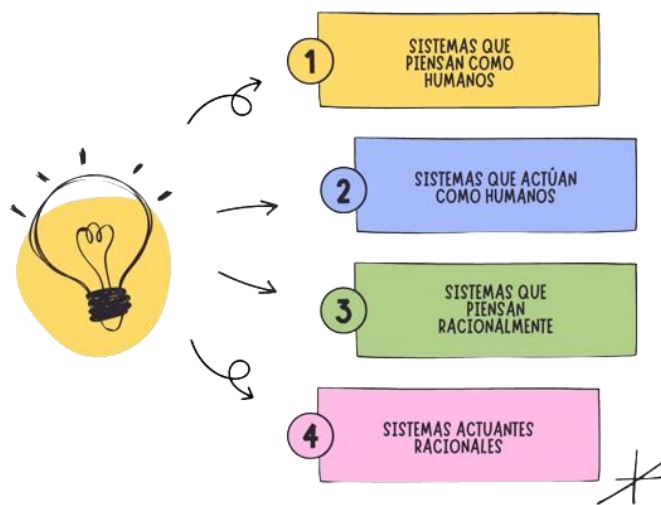 1
SISTEMAS QUE
PIENSAN COMO
HUMANOS
2
SISTEMAS QUE ACTÚAN
COMO HUMANOS
3
SISTEMAS QUE
PIENSAN
RACIONALMENTE
4
SISTEMAS ACTUANTES
RACIONALES